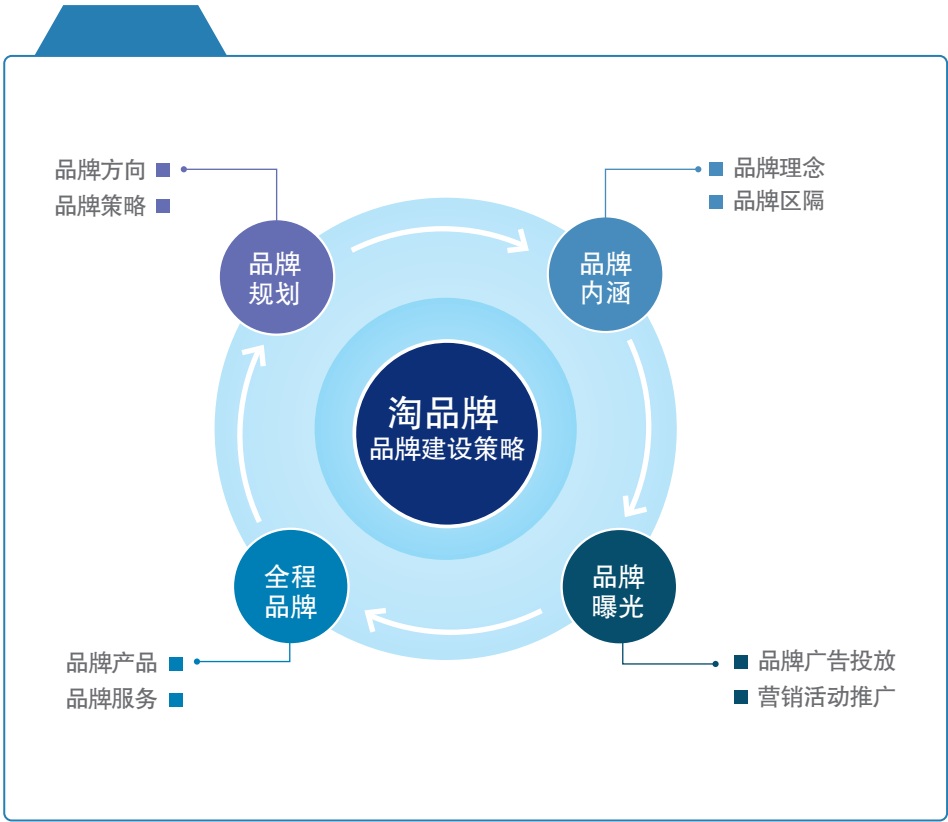 品牌方向
品牌策略
品牌理念
品牌区隔
品牌
规划
品牌
内涵
淘品牌
品牌建设策略
全程
品牌
品牌
曝光
品牌产品
品牌服务
品牌广告投放
营销活动推广